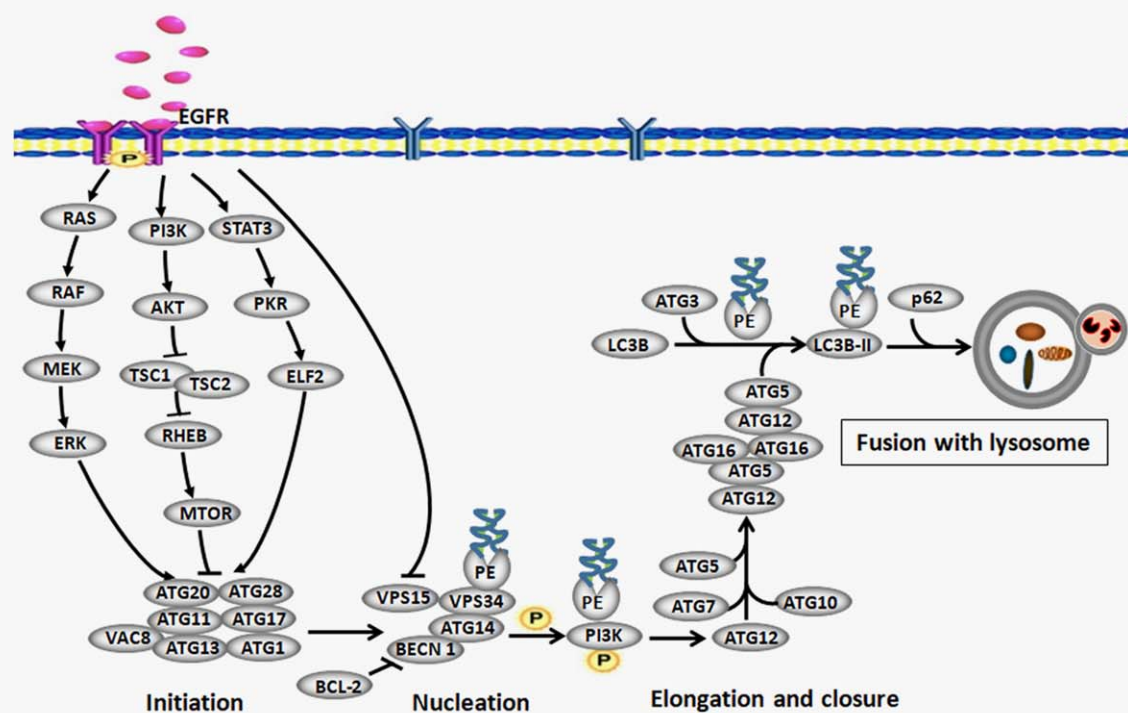 EGFR
P
RAS
PI3K
STAT3
RAF
AKT
PKR
MEK
TSC1
TSC2
ELF2
ERK
RHEB
MTOR
ATG20
ATG28
ATG11
ATG17
VAC8
ATG13
ATG1
Initiation
PE
VPS15
VPS34
ATG14
BECN 1
BCL-2
Nucleation
P
PE
PI3K
P
ATG12
ATG7
ATG10
ATG5
ATG12
ATG5
ATG16
ATG16
ATG12
ATG5
Elongation and closure
LC3B
ATG3
PE
PE
LC3B-II
p62
Fusion with lysosome